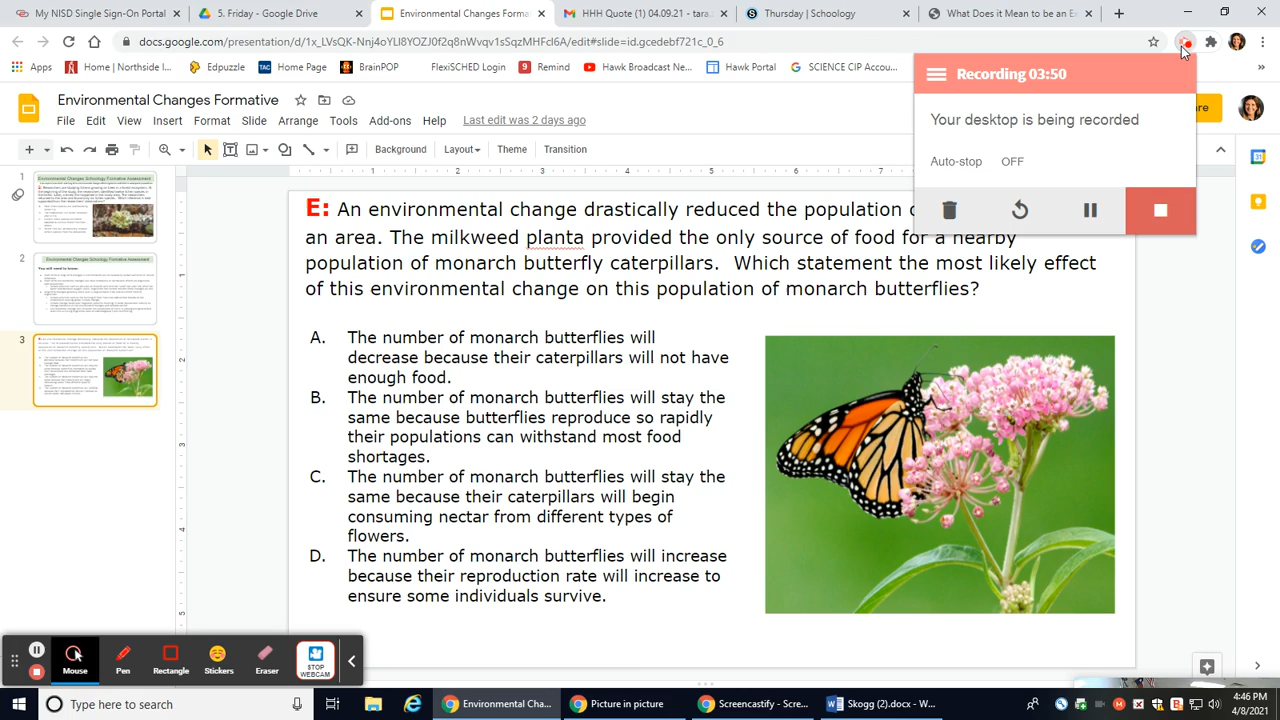 5. Friday - Google Drive
Environmental Changes Formative
HHH Quote (1) 04.09.21 - tara.
Thursday | Schoology
What does it mean to be an Env
docs.google.com/presentation/d/1x_
/edit#slide=id.gcedebf721c_0_6
Apps
Home | Northside In...
Edpuzzle
Home Page
BrainPOP
FlexiSCHED Login
Remind
Hawk Broadcast Net...
Hawk Portal
SCIENCE CIP Accou...
Recording 03:50
Your desktop is being recorded
Auto-stop OFF
Environmental Changes Formative
File Edit View Insert Format Slide Arrange Tools Add-ons Help Last edit was 2 days ago
Background Layout Theme Transition
1
2
3
E: An environmental change drastically reduced the population
an area. The milkweed planta provided the only source of food for a nearby
population of monarch butterfly caterpillars. Which statement the most likely effect
of this environmental change on this population of monarch butterflies?
A. The number of monarch butterflies will
decrease because their caterpillars will not have
enough food.
B. The number of monarch butterflies will stay the
same because butterflies reproduce so rapidly
their populations can withstand most food
shortages.
C. The number of monarch butterflies will stay the
same because their caterpillars will begin
consuming nectar from different types of
flowers.
D. The number of monarch butterflies will increase
because their reproduction rate will increase to
ensure some individuals survive.
Mouse
Pen
Rectangle
Stickers
Eraser
STOP
WEBCAM
Type here to search
Environmental Cha...
Picture in picture
Screencastify - Scre...
Skogg (2).docx - W...
4:46 PM
4/8/2021